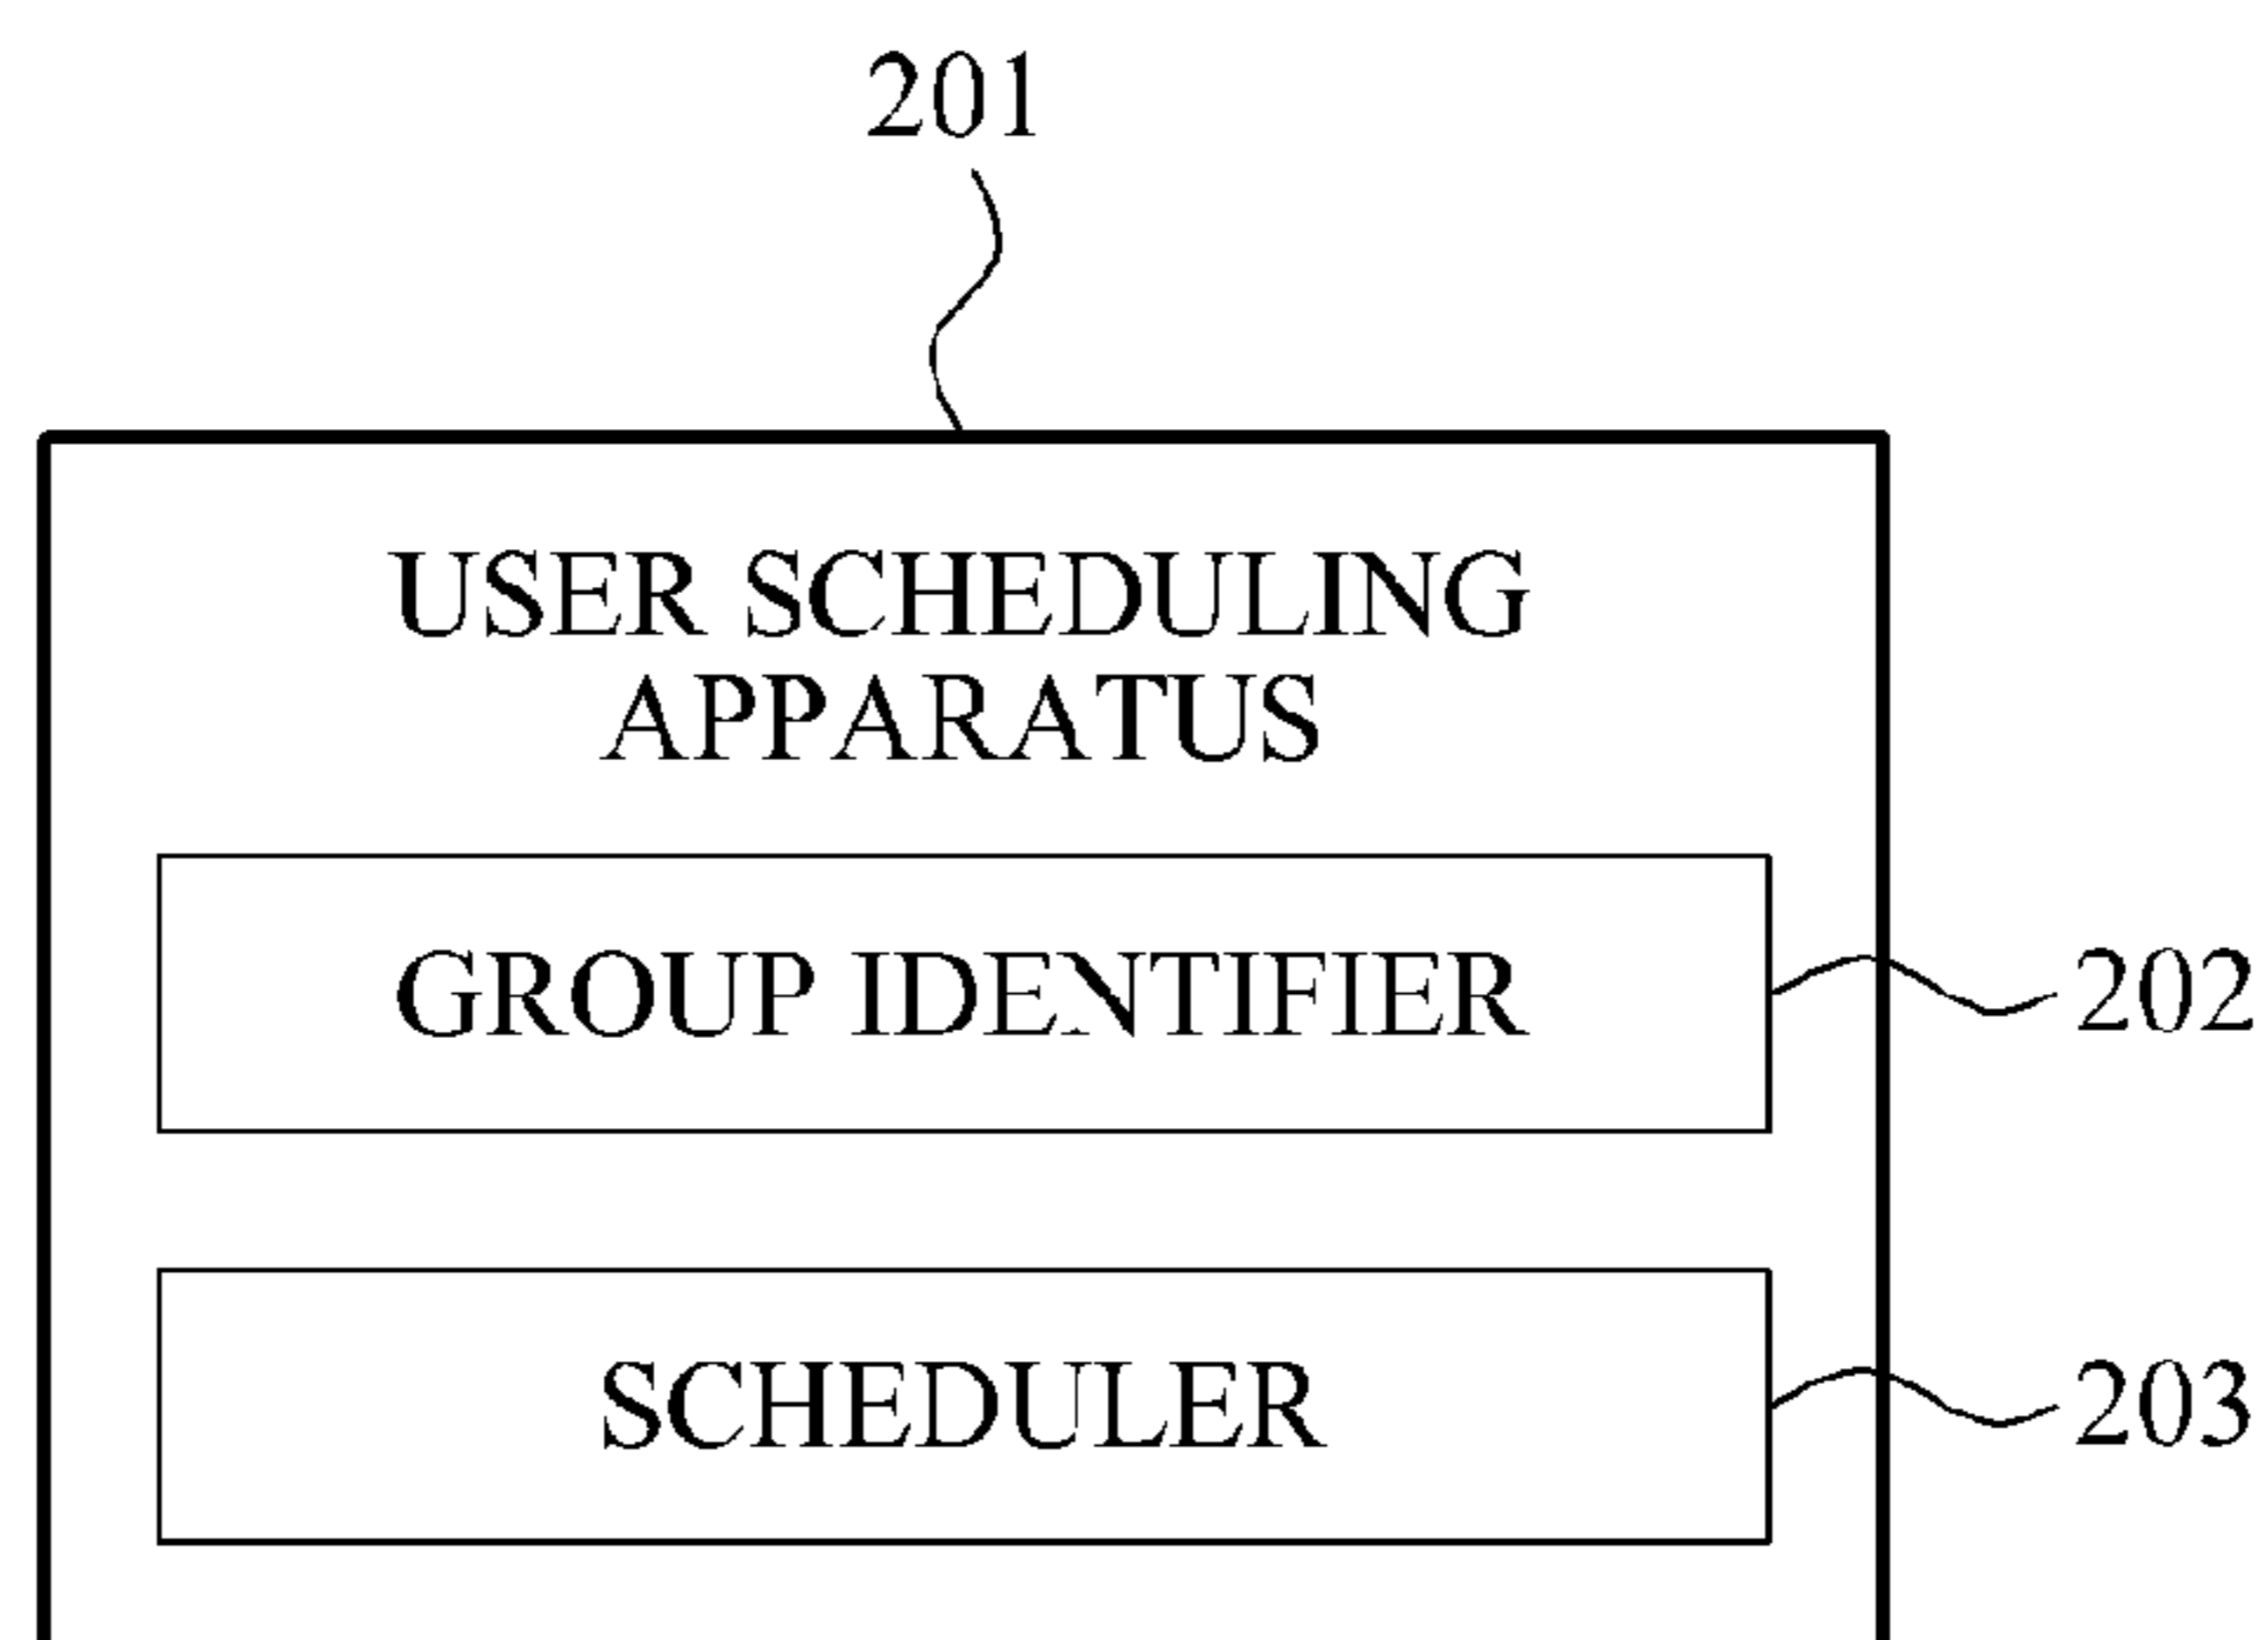 201
USER SCHEDULING
APPARATUS
GROUP IDENTIFIER
202
SCHEDULER
203